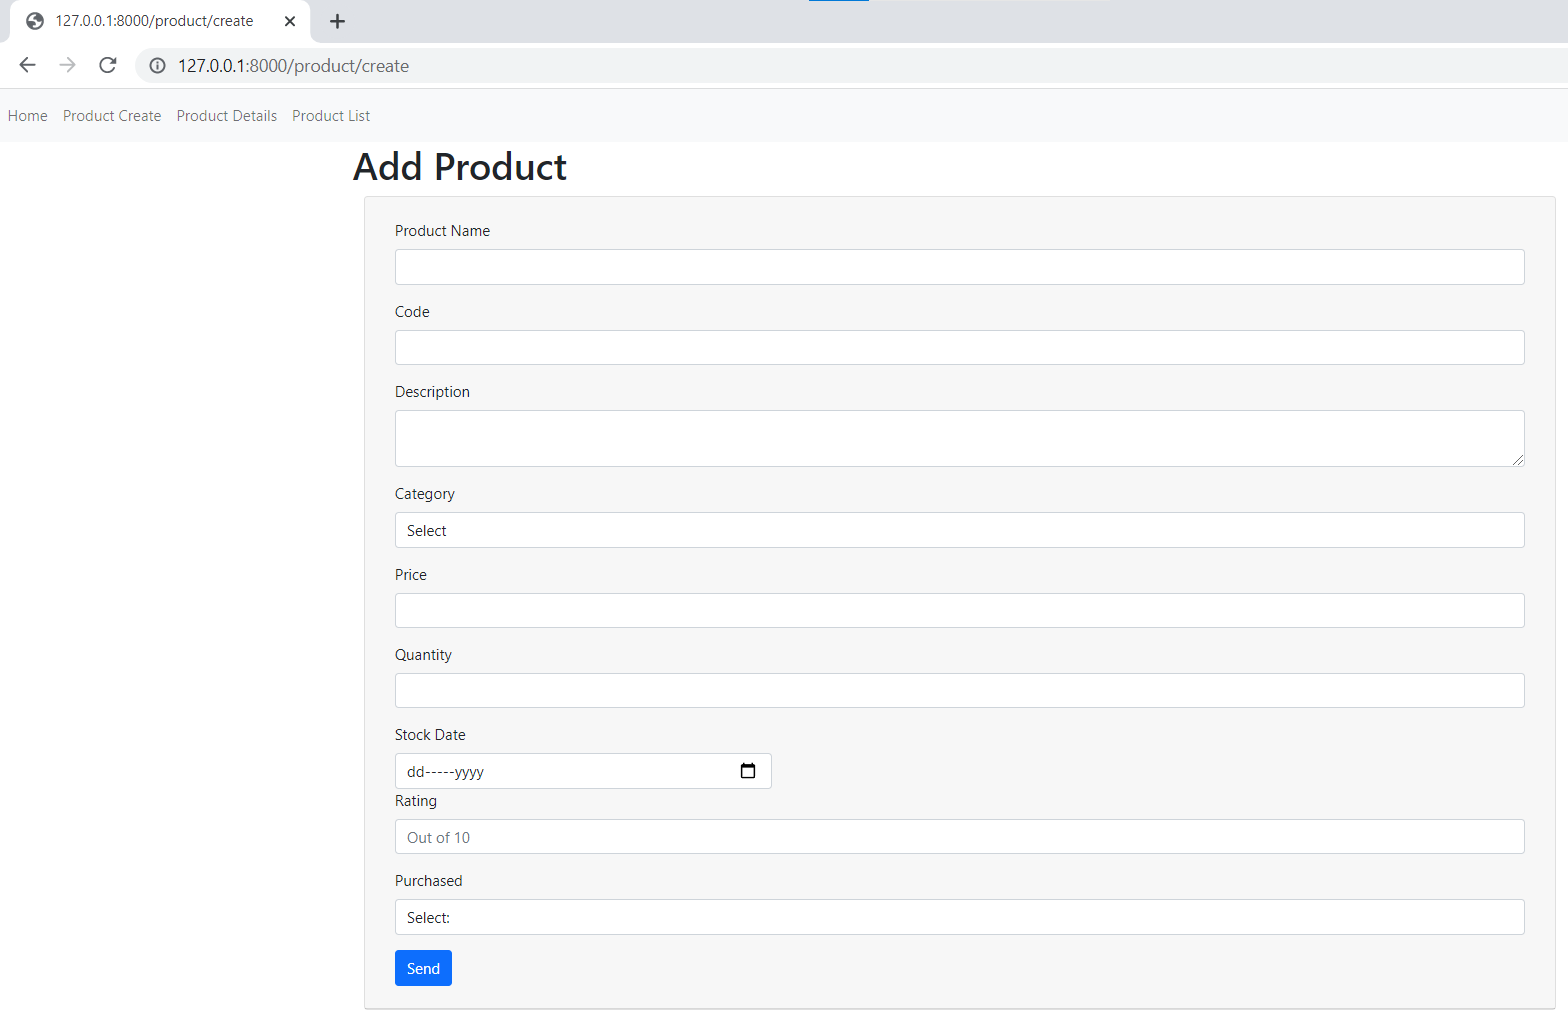 127.0.0.1:8000/product/create
127.0.0.1:8000/product/create
Home Product Create Product Details Product List
Add Product
Product Name
Code
Description
Category
Select
Price
Quantity
Stock Date
dd-----yyyy
Rating
Out of 10
Purchased
Select:
Send